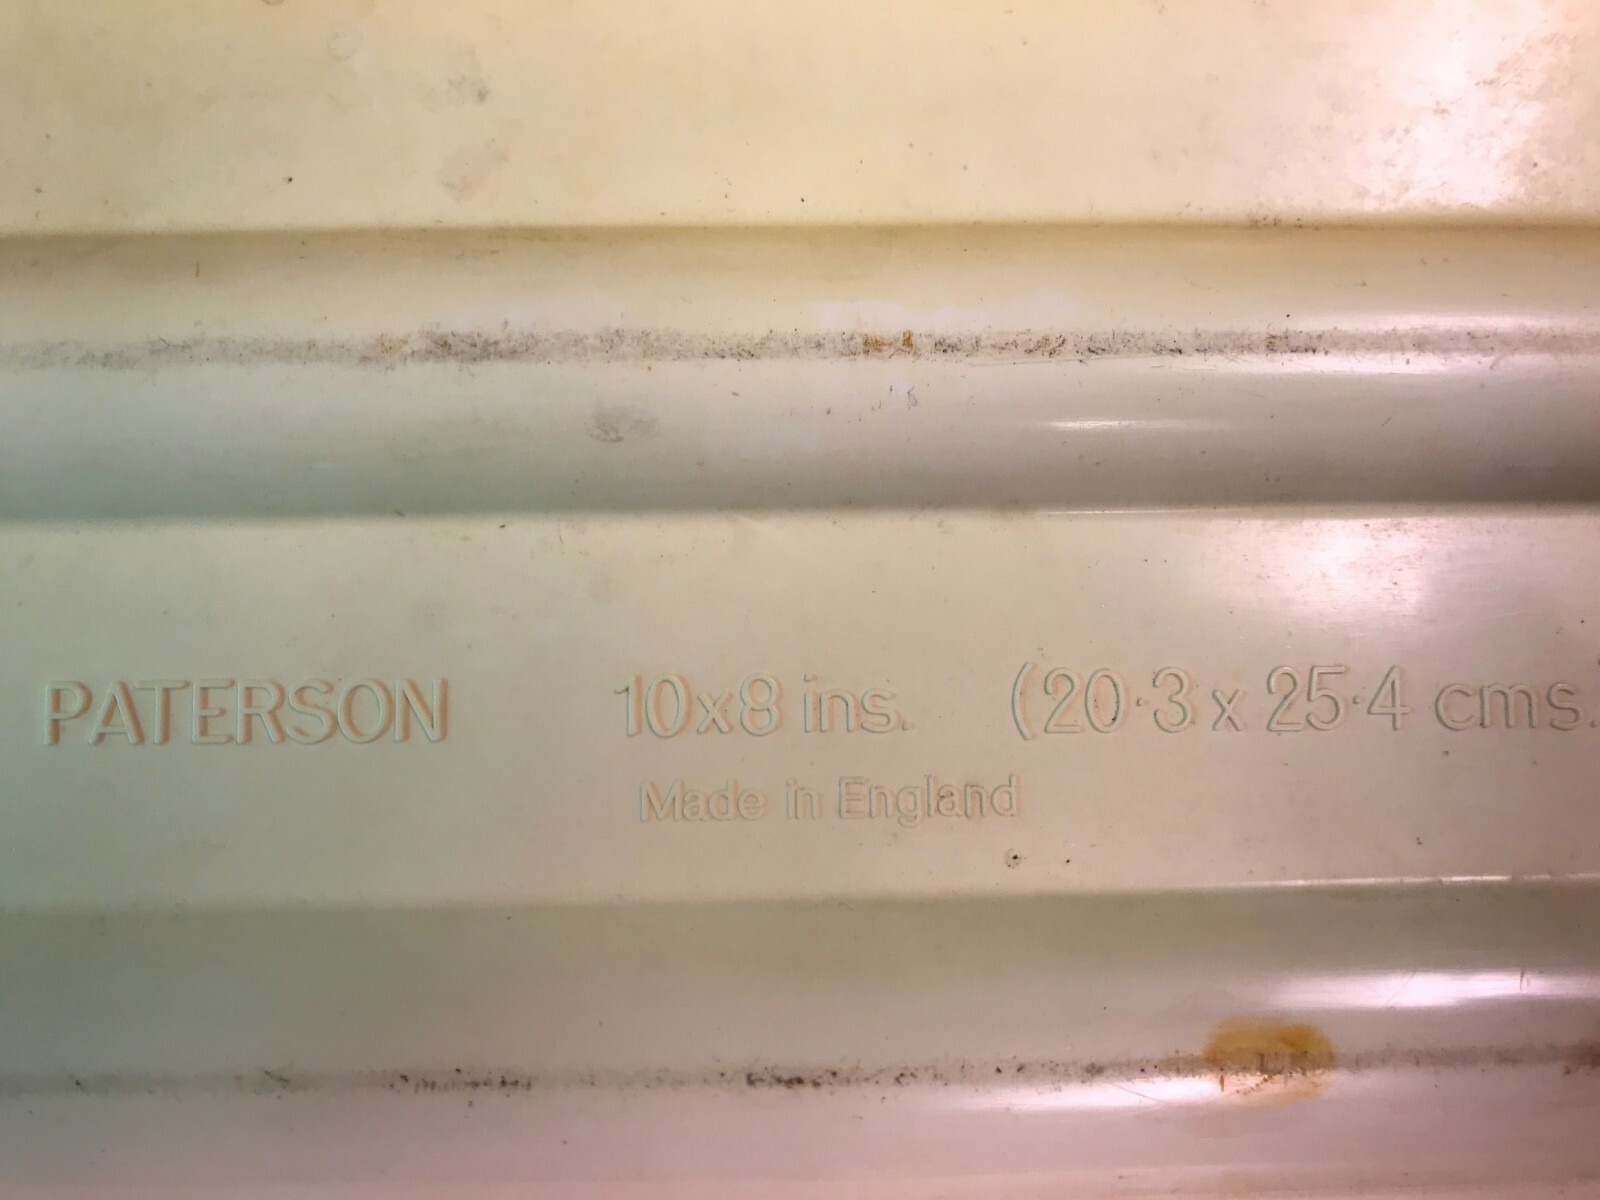 PATERSON 10x8 ins. (20·3 x 25·4 cms.
Made in England